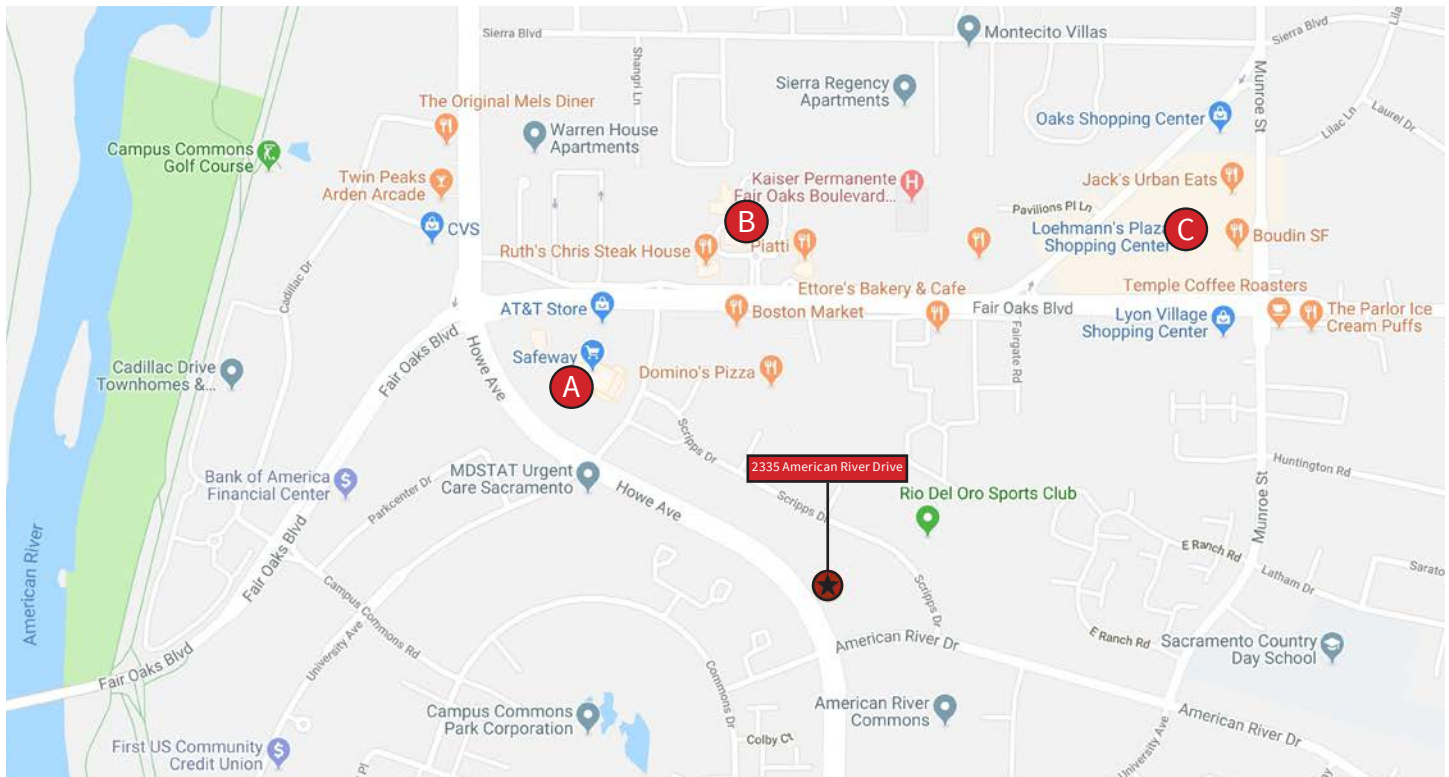 Sierra Blvd
Montecito Villas
Sierra Blvd
Lila
Shangri Ln
Munroe St
Sierra Regency
Apartments
The Original Mels Diner
Oaks Shopping Center
Lilac Ln
Laurel Dr
Warren House
Apartments
Campus Commons
Golf Course
Twin Peaks
Arden Arcade
Kaiser Permanente
Fair Oaks Boulevard...
H
Jack's Urban Eats
Pavilions Pl Ln
B
CVS
Loehmann's Plaza
Shopping Center
C
Boudin SF
Ruth's Chris Steak House
Piatti
Cadillac Dr
Ettore's Bakery & Cafe
Temple Coffee Roasters
AT&T Store
Boston Market
Fair Oaks Blvd
Lyon Village
Shopping Center
The Parlor Ice
Cream Puffs
Fair Oaks Blvd
Howe Ave
Safeway
A
Domino's Pizza
Fairgate Rd
Cadillac Drive
Townhomes &...
Scripps Dr
2335 American River Drive
Bank of America
Financial Center
$
MDSTAT Urgent
Care Sacramento
Parkcenter Dr
Howe Ave
Scripps Dr
Rio Del Oro Sports Club
Huntington Rd
Munroe St
American River
Fair Oaks Blvd
E Ranch Rd
Latham Dr
Sarato
Campus Commons Rd
Scripps Dr
American River Dr
E Ranch Rd
Sacramento Country
Day School
Fair Oaks Blvd
University Ave
Commons Dr
Campus Commons
Park Corporation
American River
Commons
American River Dr
University Ave
Colby Ct
First US Community
Credit Union
$
Pl